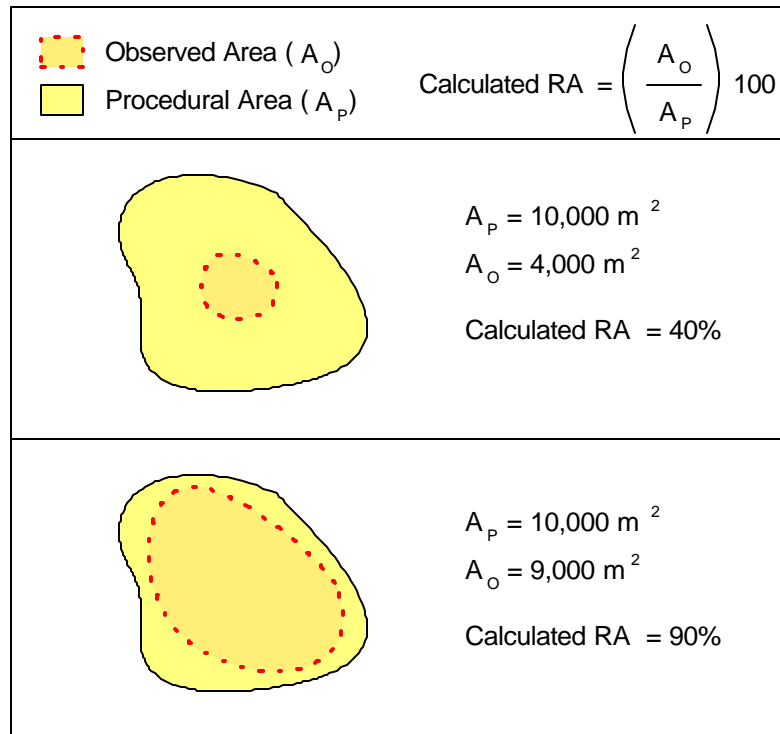 Observed Area ( A_O)
Procedural Area ( A_P)
Calculated RA = ( A_O / A_P ) 100
A_P = 10,000 m ²
A_O = 4,000 m ²
Calculated RA = 40%
A_P = 10,000 m ²
A_O = 9,000 m ²
Calculated RA = 90%